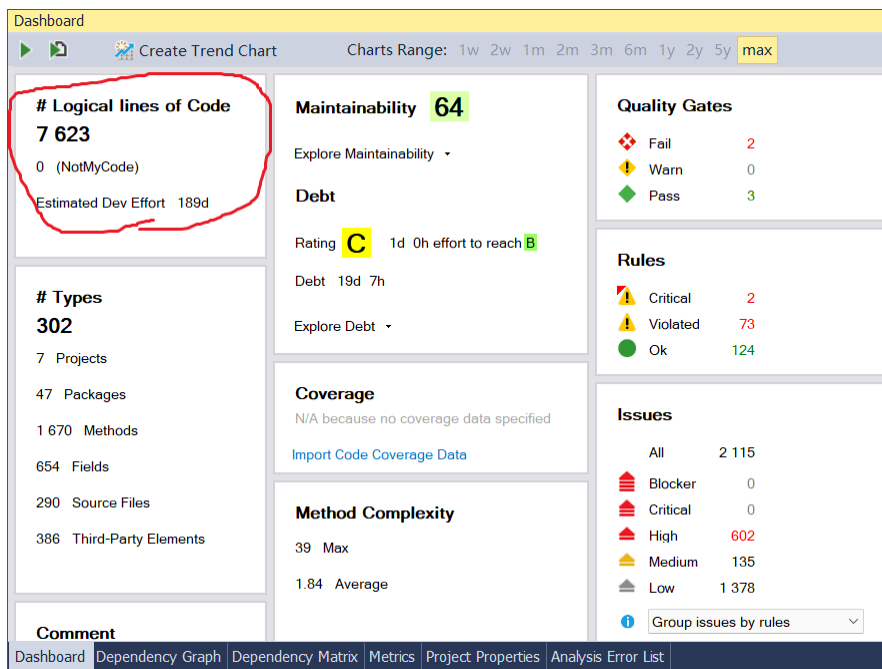 Dashboard
Create Trend Chart
Charts Range: 1w 2w 1m 2m 3m 6m 1y 2y 5y max
# Logical lines of Code
7 623
0 (NotMyCode)
Estimated Dev Effort 189d
# Types
302
7 Projects
47 Packages
1 670 Methods
654 Fields
290 Source Files
386 Third-Party Elements
Comment
Maintainability 64
Explore Maintainability
Debt
Rating C 1d 0h effort to reach B
Debt 19d 7h
Explore Debt
Coverage
N/A because no coverage data specified
Import Code Coverage Data
Method Complexity
39 Max
1.84 Average
Quality Gates
Fail 2
Warn 0
Pass 3
Rules
Critical 2
Violated 73
Ok 124
Issues
All 2 115
Blocker 0
Critical 0
High 602
Medium 135
Low 1 378
Group issues by rules
Dashboard Dependency Graph Dependency Matrix Metrics Project Properties Analysis Error List